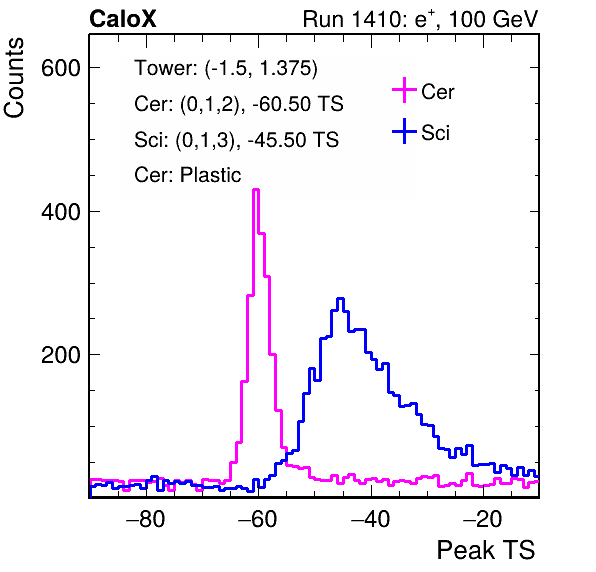 CaloX Run 1410: e⁺, 100 GeV
Counts
Tower: (-1.5, 1.375)
Cer: (0,1,2), -60.50 TS
Sci: (0,1,3), -45.50 TS
Cer: Plastic
Cer
Sci
600
400
200
−80 −60 −40 −20
Peak TS